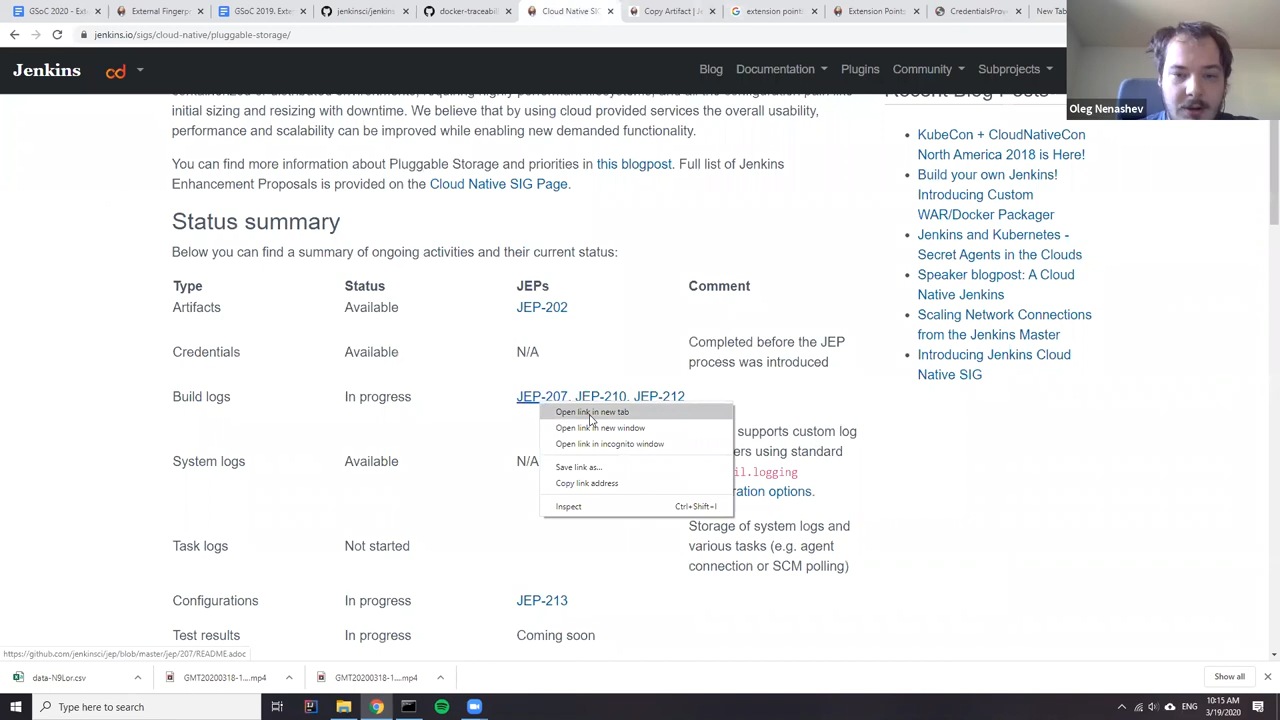 GSoC 2020 -
External Fingerp
GSoC 2019. Exte
jenkinsci/jenkins
docker-traceabili
Cloud Native SIG
Copy Artifact | Je
extension points
Extension Points
CredentialsProv
New Tab
jenkins.io/sigs/cloud-native/pluggable-storage/
Jenkins
cd
Blog
Documentation
Plugins
Community
Subprojects
Oleg Nenashev
initial sizing and resizing with downtime. We believe that by using cloud provided services the overall usability,
performance and scalability can be improved while enabling new demanded functionality.
You can find more information about Pluggable Storage and priorities in this blogpost. Full list of Jenkins
Enhancement Proposals is provided on the Cloud Native SIG Page.
Status summary
Below you can find a summary of ongoing activities and their current status:
Type Status JEPs Comment
Artifacts Available JEP-202
Completed before the JEP
Credentials Available N/A
process was introduced
Build logs In progress JEP-207, JEP-210, JEP-212
supports custom log
ers using standard
System logs Available N/A
il.logging
ration options.
Storage of system logs and
Task logs Not started
various tasks (e.g. agent
connection or SCM polling)
Configurations In progress JEP-213
Test results In progress Coming soon
Open link in new tab
Open link in new window
Open link in incognito window
Save link as...
Copy link address
Inspect Ctrl+Shift+I
Recent Blog Posts
KubeCon + CloudNativeCon
North America 2018 is Here!
Build your own Jenkins!
Introducing Custom
WAR/Docker Packager
Jenkins and Kubernetes -
Secret Agents in the Clouds
Speaker blogpost: A Cloud
Native Jenkins
Scaling Network Connections
from the Jenkins Master
Introducing Jenkins Cloud
Native SIG
https://github.com/jenkinsci/jep/blob/master/jep/207/README.adoc
data-N9Lor.csv
GMT20200318-1....mp4
GMT20200318-1....mp4
Show all
Type here to search
ENG
10:15 AM
3/19/2020